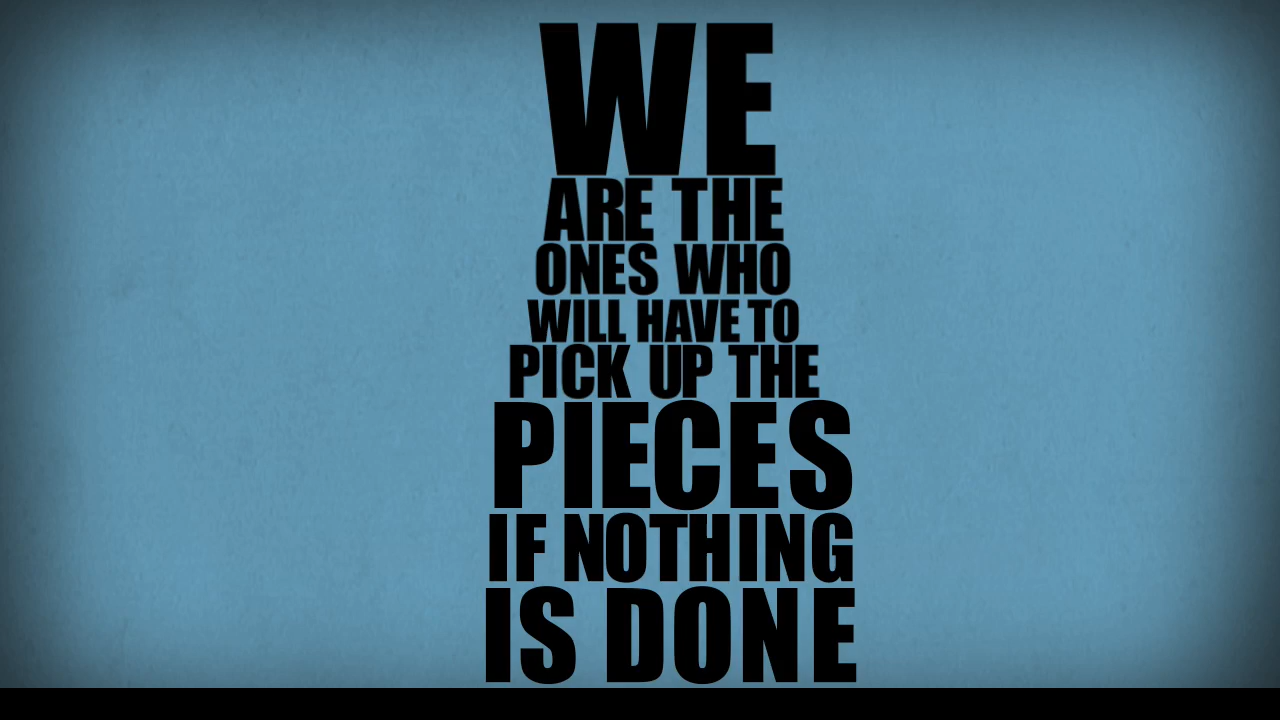 WE
ARE THE
ONES WHO
WILL HAVE TO
PICK UP THE
PIECES
IF NOTHING
IS DONE